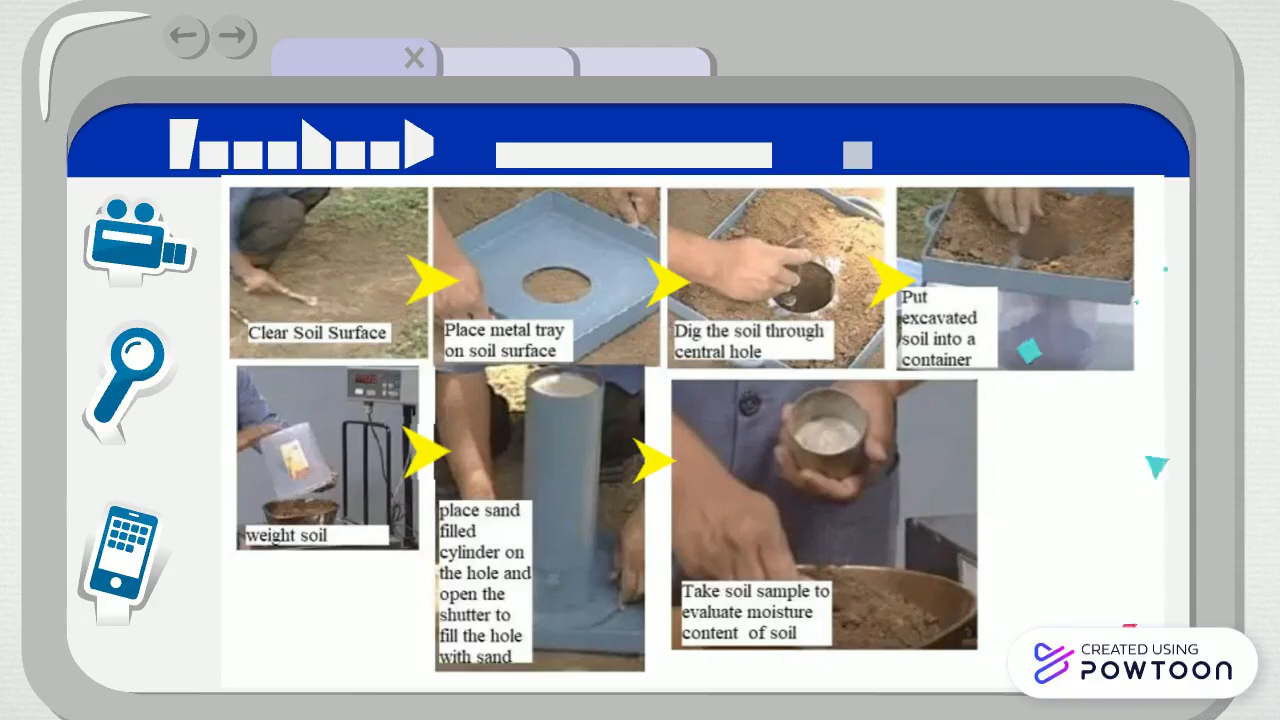 Clear Soil Surface
Place metal tray
on soil surface
Dig the soil through
central hole
Put
excavated
soil into a
container
weight soil
place sand
filled
cylinder on
the hole and
open the
shutter to
fill the hole
with sand
Take soil sample to
evaluate moisture
content of soil
CREATED USING
POWTOON